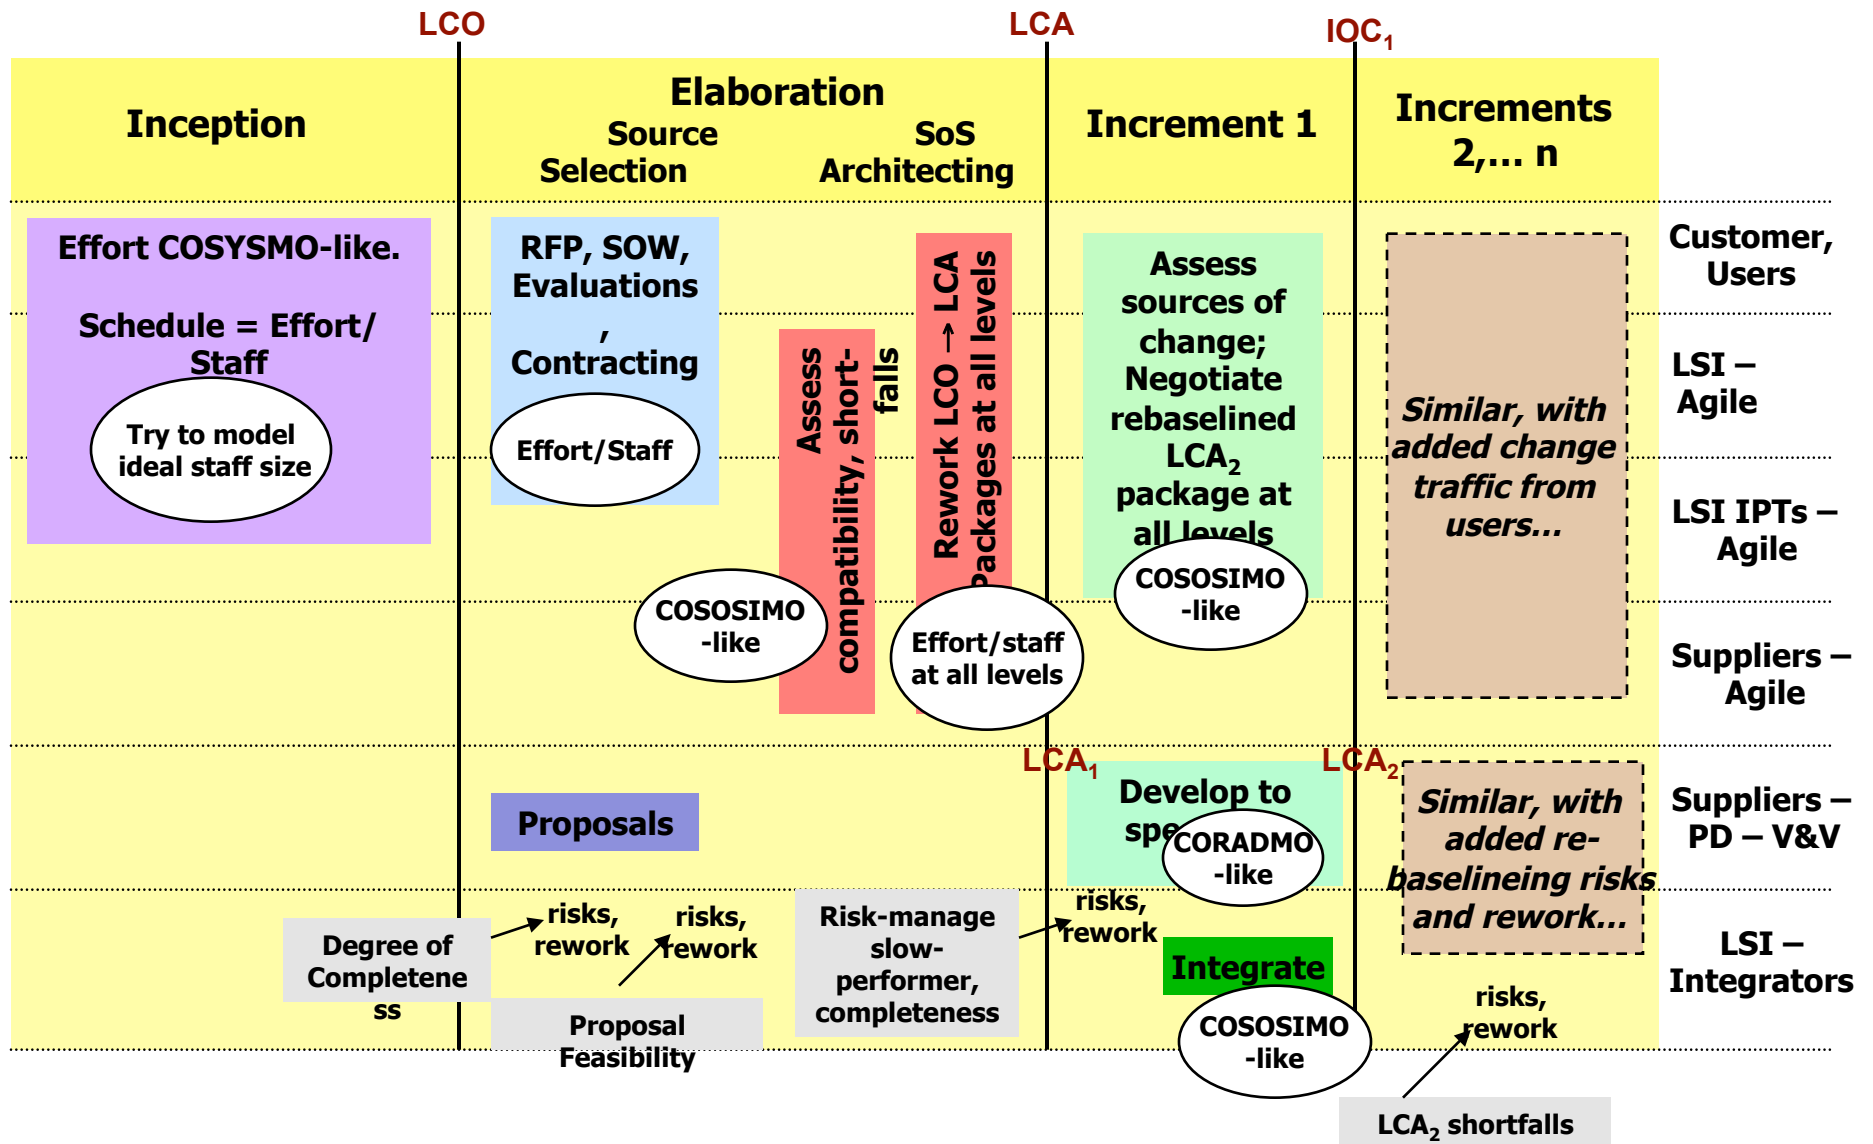 LCO
LCA
IOC1
Inception
Elaboration
Source
Selection
SoS
Architecting
Increment 1
Increments
2,... n
Effort COSYSMO-like.
Schedule = Effort/
Staff
Try to model
ideal staff size
RFP, SOW,
Evaluations
,
Contracting
Effort/Staff
Assess
compatibility, short-
falls
COSOSIMO
-like
Rework LCO → LCA
Packages at all levels
Effort/staff
at all levels
Assess
sources of
change;
Negotiate
rebaselined
LCA2
package at
all levels
COSOSIMO
-like
Similar, with
added change
traffic from
users...
Customer,
Users
LSI –
Agile
LSI IPTs –
Agile
Suppliers –
Agile
Suppliers –
PD – V&V
LSI –
Integrators
LCA1
LCA2
Proposals
Develop to
CORADMO
-like
Similar, with
added re-
baselineing risks
and rework...
Degree of
Completene
ss
risks,
rework
Proposal
Feasibility
risks,
rework
Risk-manage
slow-
performer,
completeness
risks,
rework
Integrate
COSOSIMO
-like
risks,
rework
LCA2 shortfalls